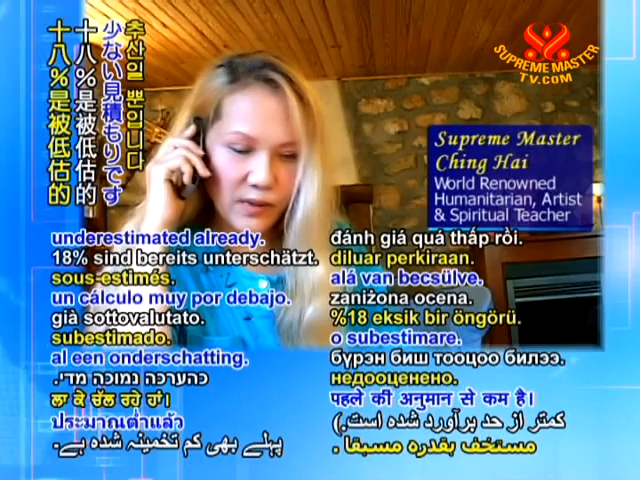 추산일 뿐입니다
少ない見積もりです
十八%是被低估的
十八%是被低估的
SUPREME MASTER
TV.COM
Supreme Master
Ching Hai
World Renowned
Humanitarian, Artist
& Spiritual Teacher
underestimated already.
18% sind bereits unterschätzt.
sous-estimés.
un cálculo muy por debajo.
già sottovalutato.
subestimado.
al een onderschatting.
כהערכה נמוכה מדי.
ਲਾ ਕੇ ਚੱਲ ਰਹੇ ਹਾਂ।
ประมาณต่ำแล้ว
پہلے بھی کم تخمینہ شدہ ہے۔
đánh giá quá thấp rồi.
diluar perkiraan.
alá van becsülve.
zaniżona ocena.
%18 eksik bir öngörü.
o subestimare.
бүрэн биш тооцоо билээ.
недооценено.
पहले की अनुमान से कम है।
کمتر از حد برآورد شده است.)
مستخف بقدره مسبقا .